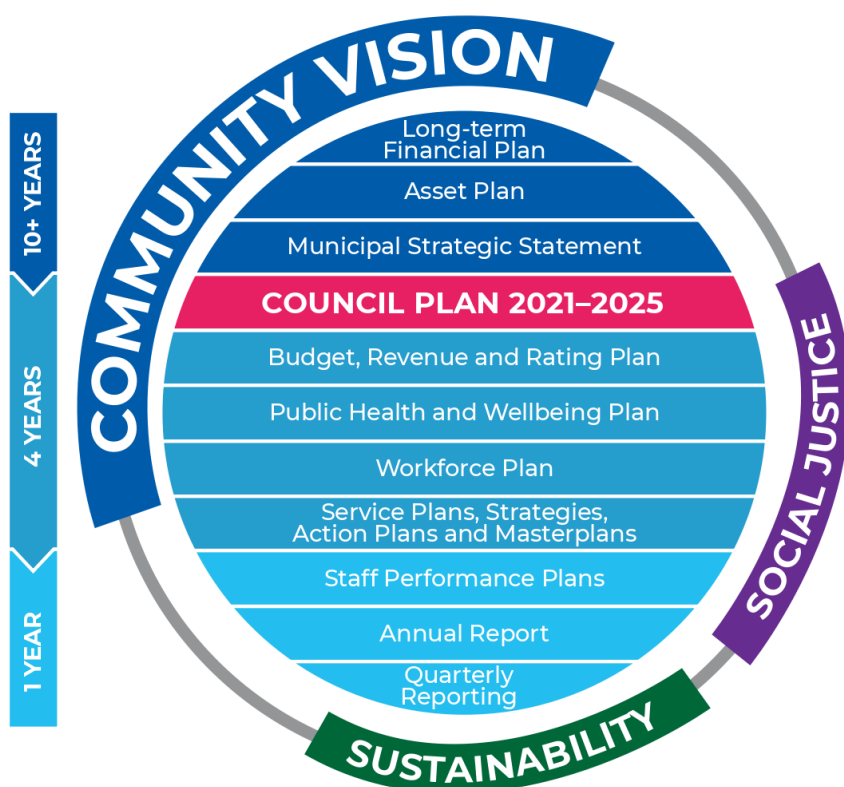 COMMUNITY VISION
10+ YEARS
4 YEARS
1 YEAR
Long-term
Financial Plan
Asset Plan
Municipal Strategic Statement
COUNCIL PLAN 2021–2025
Budget, Revenue and Rating Plan
Public Health and Wellbeing Plan
Workforce Plan
Service Plans, Strategies,
Action Plans and Masterplans
Staff Performance Plans
Annual Report
Quarterly
Reporting
SOCIAL JUSTICE
SUSTAINABILITY